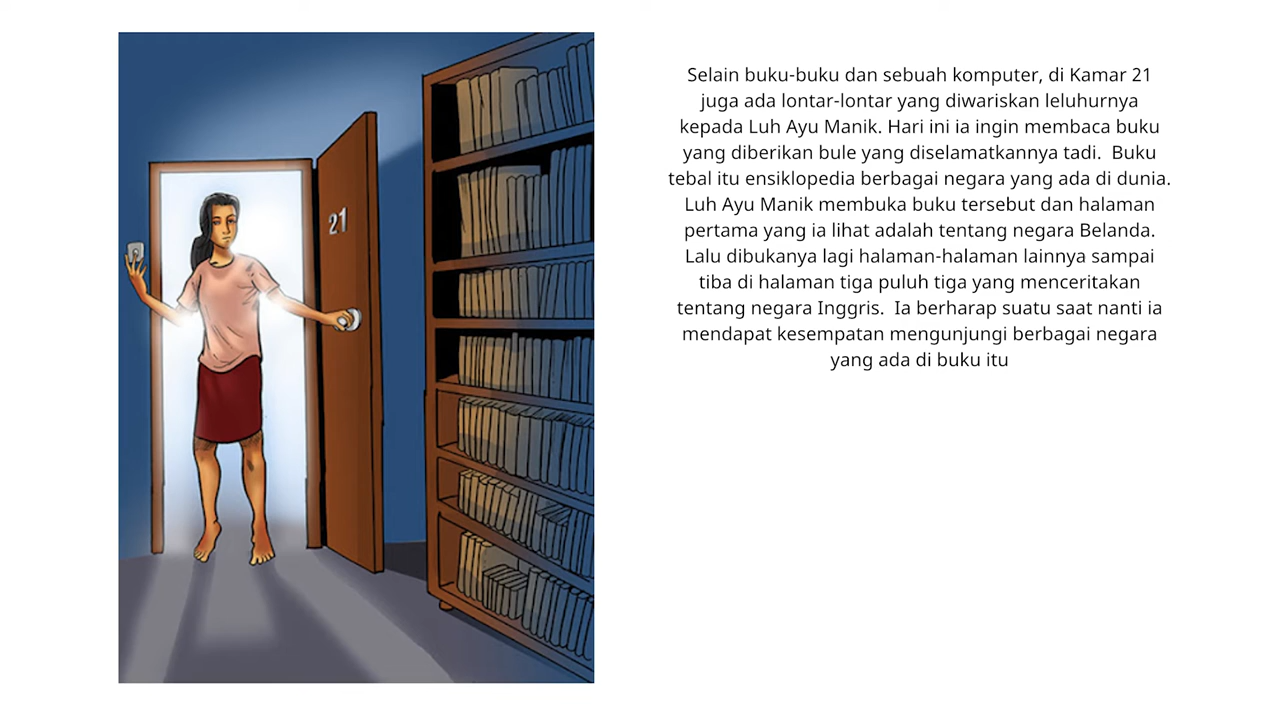 21
Selain buku-buku dan sebuah komputer, di Kamar 21
juga ada lontar-lontar yang diwariskan leluhurnya
kepada Luh Ayu Manik. Hari ini ia ingin membaca buku
yang diberikan bule yang diselamatkannya tadi.  Buku
tebal itu ensiklopedia berbagai negara yang ada di dunia.
Luh Ayu Manik membuka buku tersebut dan halaman
pertama yang ia lihat adalah tentang negara Belanda.
Lalu dibukanya lagi halaman-halaman lainnya sampai
tiba di halaman tiga puluh tiga yang menceritakan
tentang negara Inggris.  Ia berharap suatu saat nanti ia
mendapat kesempatan mengunjungi berbagai negara
yang ada di buku itu